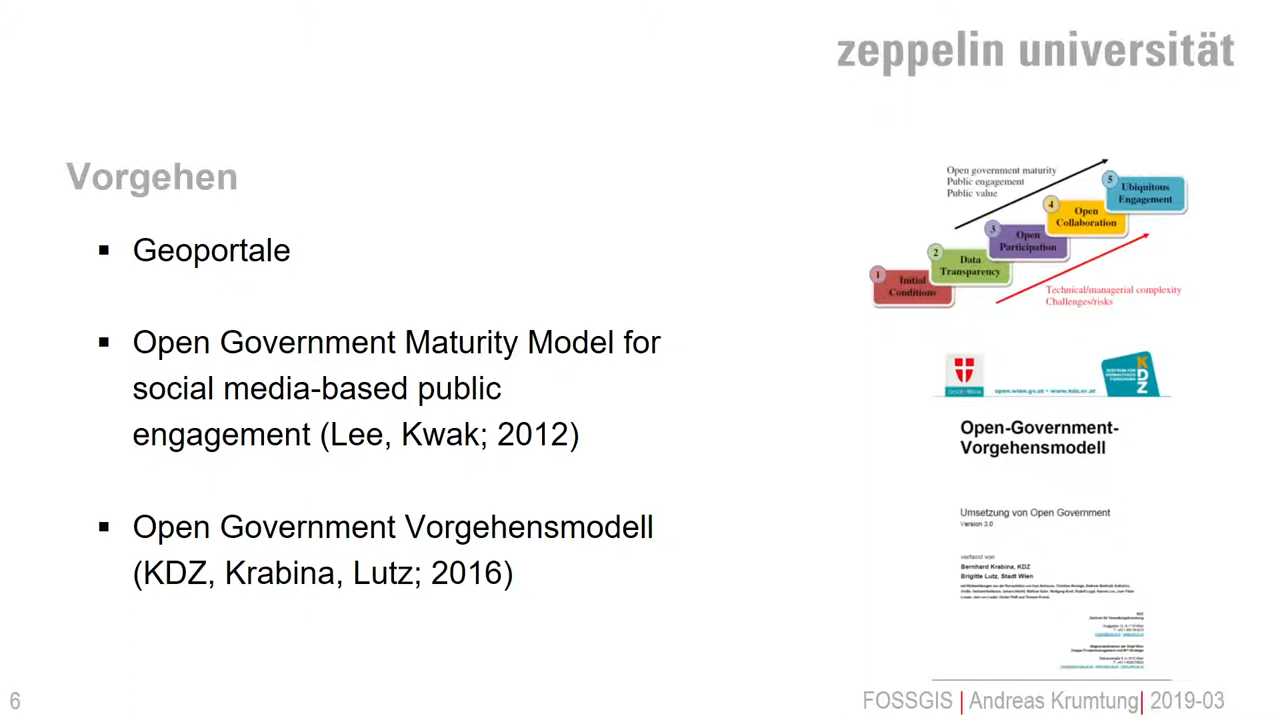 zeppelin universität
Vorgehen
▪ Geoportale
▪ Open Government Maturity Model for
social media-based public
engagement (Lee, Kwak; 2012)
▪ Open Government Vorgehensmodell
(KDZ, Krabina, Lutz; 2016)
Open government maturity
Public engagement
Public value
5
Ubiquitous
Engagement
4
Open
Collaboration
3
Open
Participation
2
Data
Transparency
1
Initial
Conditions
Technical/managerial complexity
Challenges/risks
KDZ
open.wien.gv.at • www.kdz.or.at
Open-Government-
Vorgehensmodell
Umsetzung von Open Government
Version 3.0
verfasst von
Bernhard Krabina, KDZ
Brigitte Lutz, Stadt Wien
6
FOSSGIS | Andreas Krumtung| 2019-03